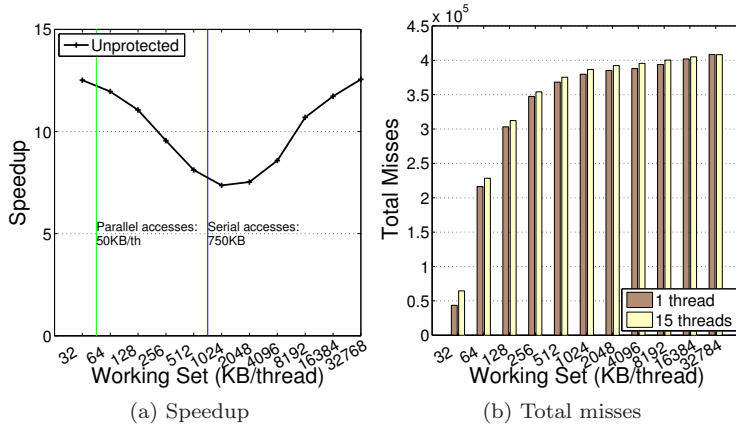 15
10
5
0
Speedup
Unprotected
Parallel accesses:
50KB/th
Serial accesses:
750KB
32 64 128 256 512 1024 2048 4096 8192 16384 32768
Working Set (KB/thread)
(a) Speedup
x 10^5
4.5
4
3.5
3
2.5
2
1.5
1
0.5
0
Total Misses
1 thread
15 threads
32 64 128 256 512 1024 2048 4096 8192 16384 32784
Working Set (KB/thread)
(b) Total misses